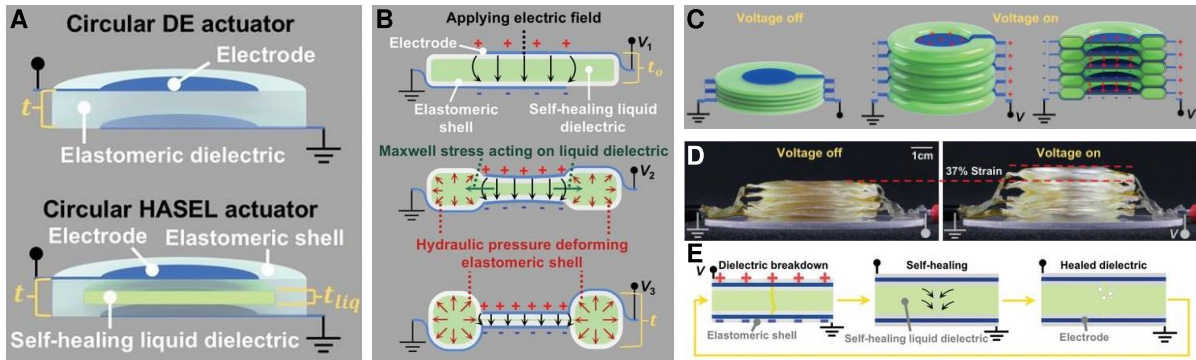 A
Circular DE actuator
Electrode
t
Elastomeric dielectric
Circular HASEL actuator
Electrode Elastomeric shell
t
t_liq
Self-healing liquid dielectric
B
Applying electric field
Electrode
+ + + +
V₁
t₀
Elastomeric
shell
Self-healing liquid
dielectric
Maxwell stress acting on liquid dielectric
+ + + + +
V₂
- - - -
Hydraulic pressure deforming
elastomeric shell
V₃
t
C
Voltage off
Voltage on
V
V
D
Voltage off
1cm
Voltage on
37% Strain
E
V
Dielectric breakdown
+ + + + +
Elastomeric shell
Self-healing
Self-healing liquid dielectric
Healed dielectric
Electrode